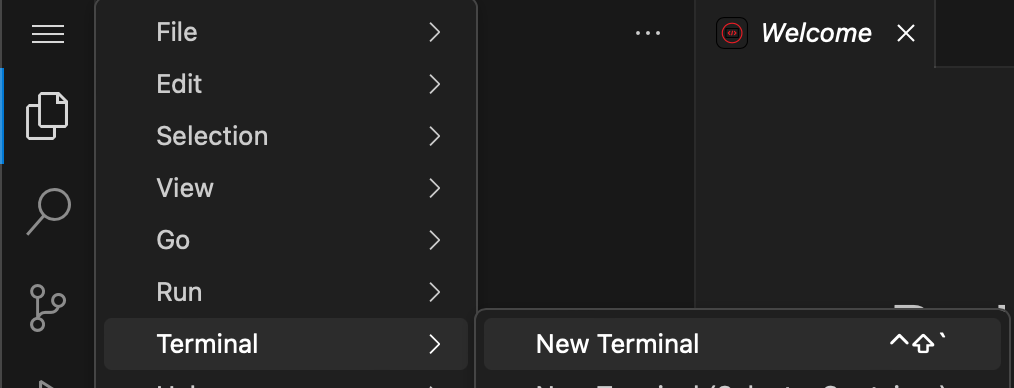 File
Edit
Selection
View
Go
Run
Terminal
Welcome
New Terminal ^⇧`